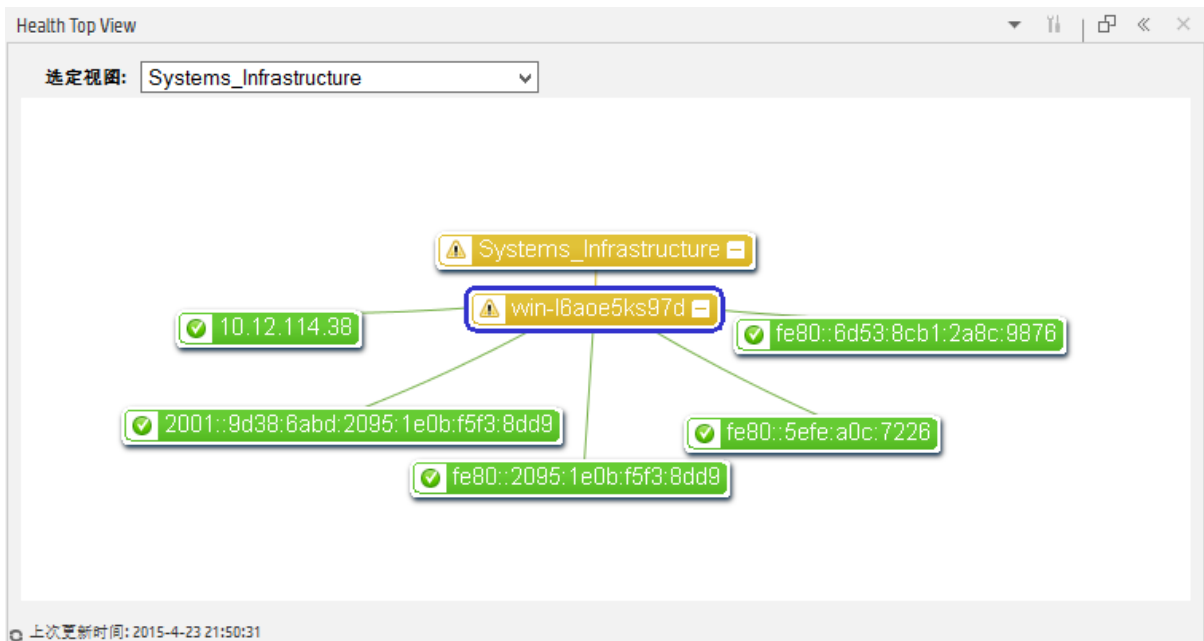 Health Top View
选定视图: Systems_Infrastructure
Systems_Infrastructure
win-l6aoe5ks97d
10.12.114.38
fe80::6d53:8cb1:2a8c:9876
2001::9d38:6abd:2095:1e0b:f5f3:8dd9
fe80::5efe:a0c:7226
fe80::2095:1e0b:f5f3:8dd9
上次更新时间: 2015-4-23 21:50:31